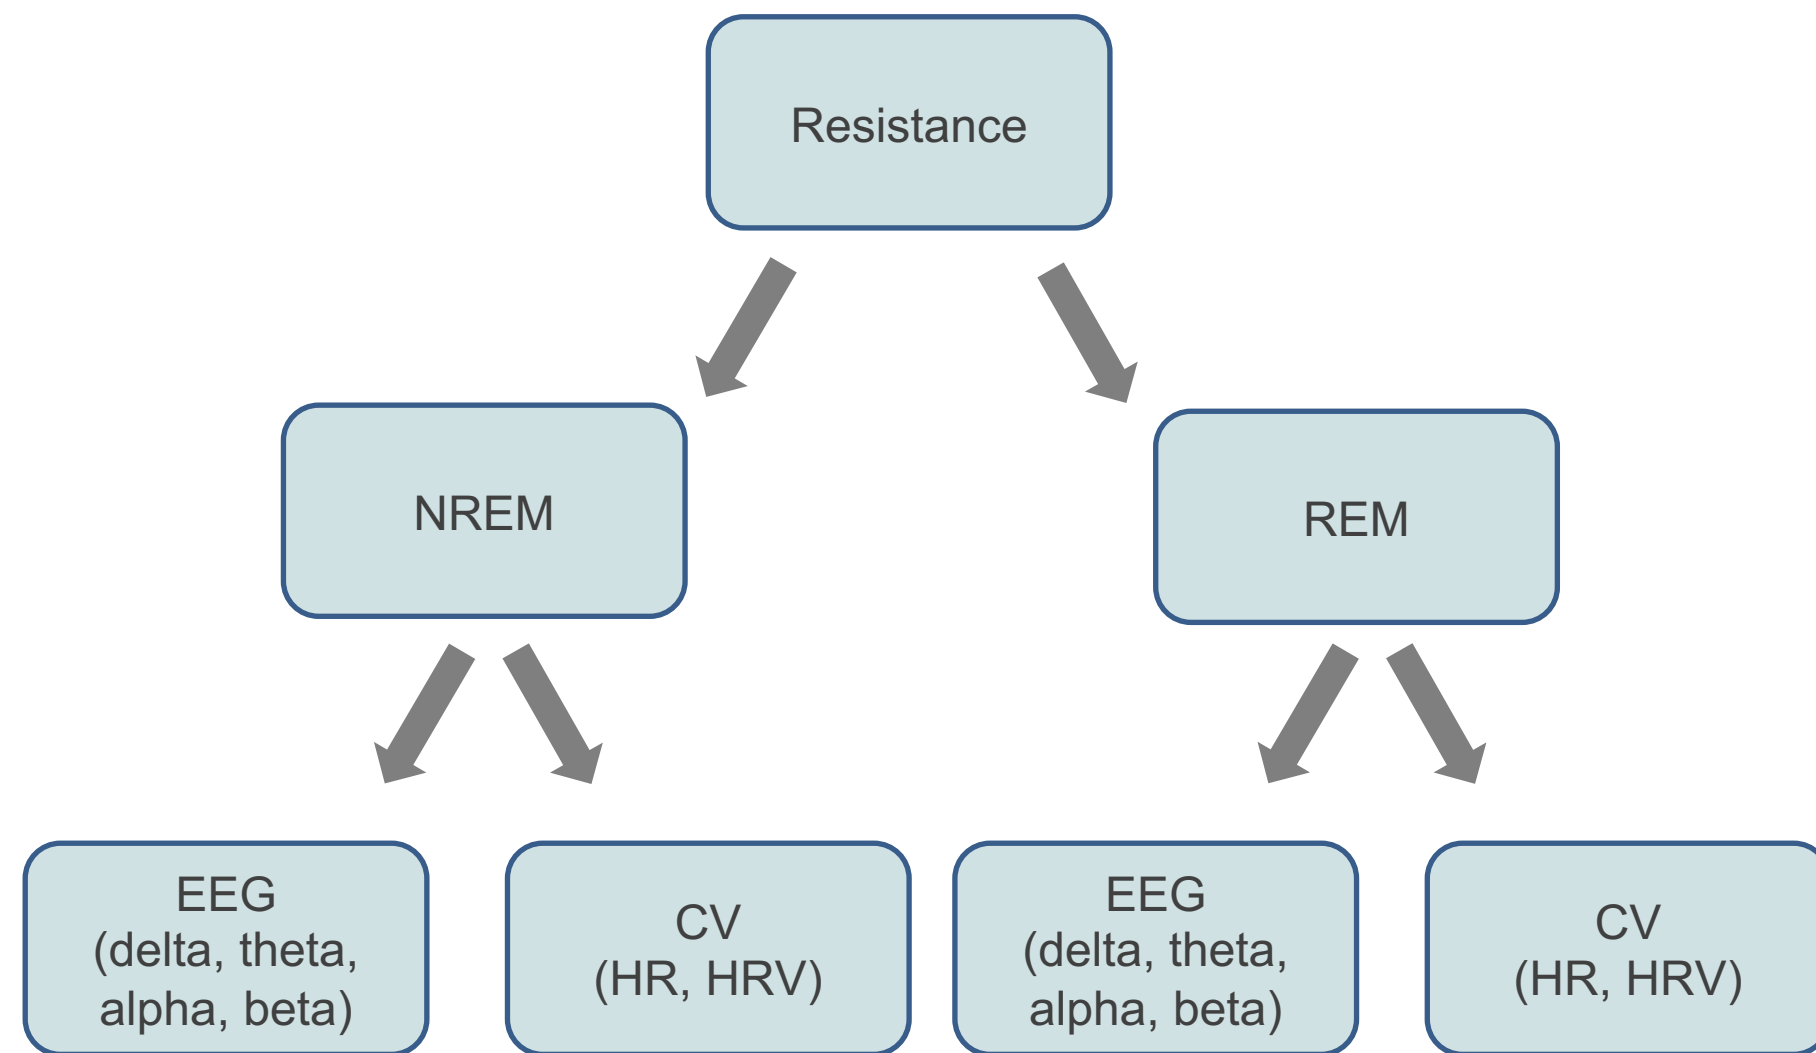 Resistance
NREM
REM
EEG
(delta, theta,
alpha, beta)
CV
(HR, HRV)
EEG
(delta, theta,
alpha, beta)
CV
(HR, HRV)